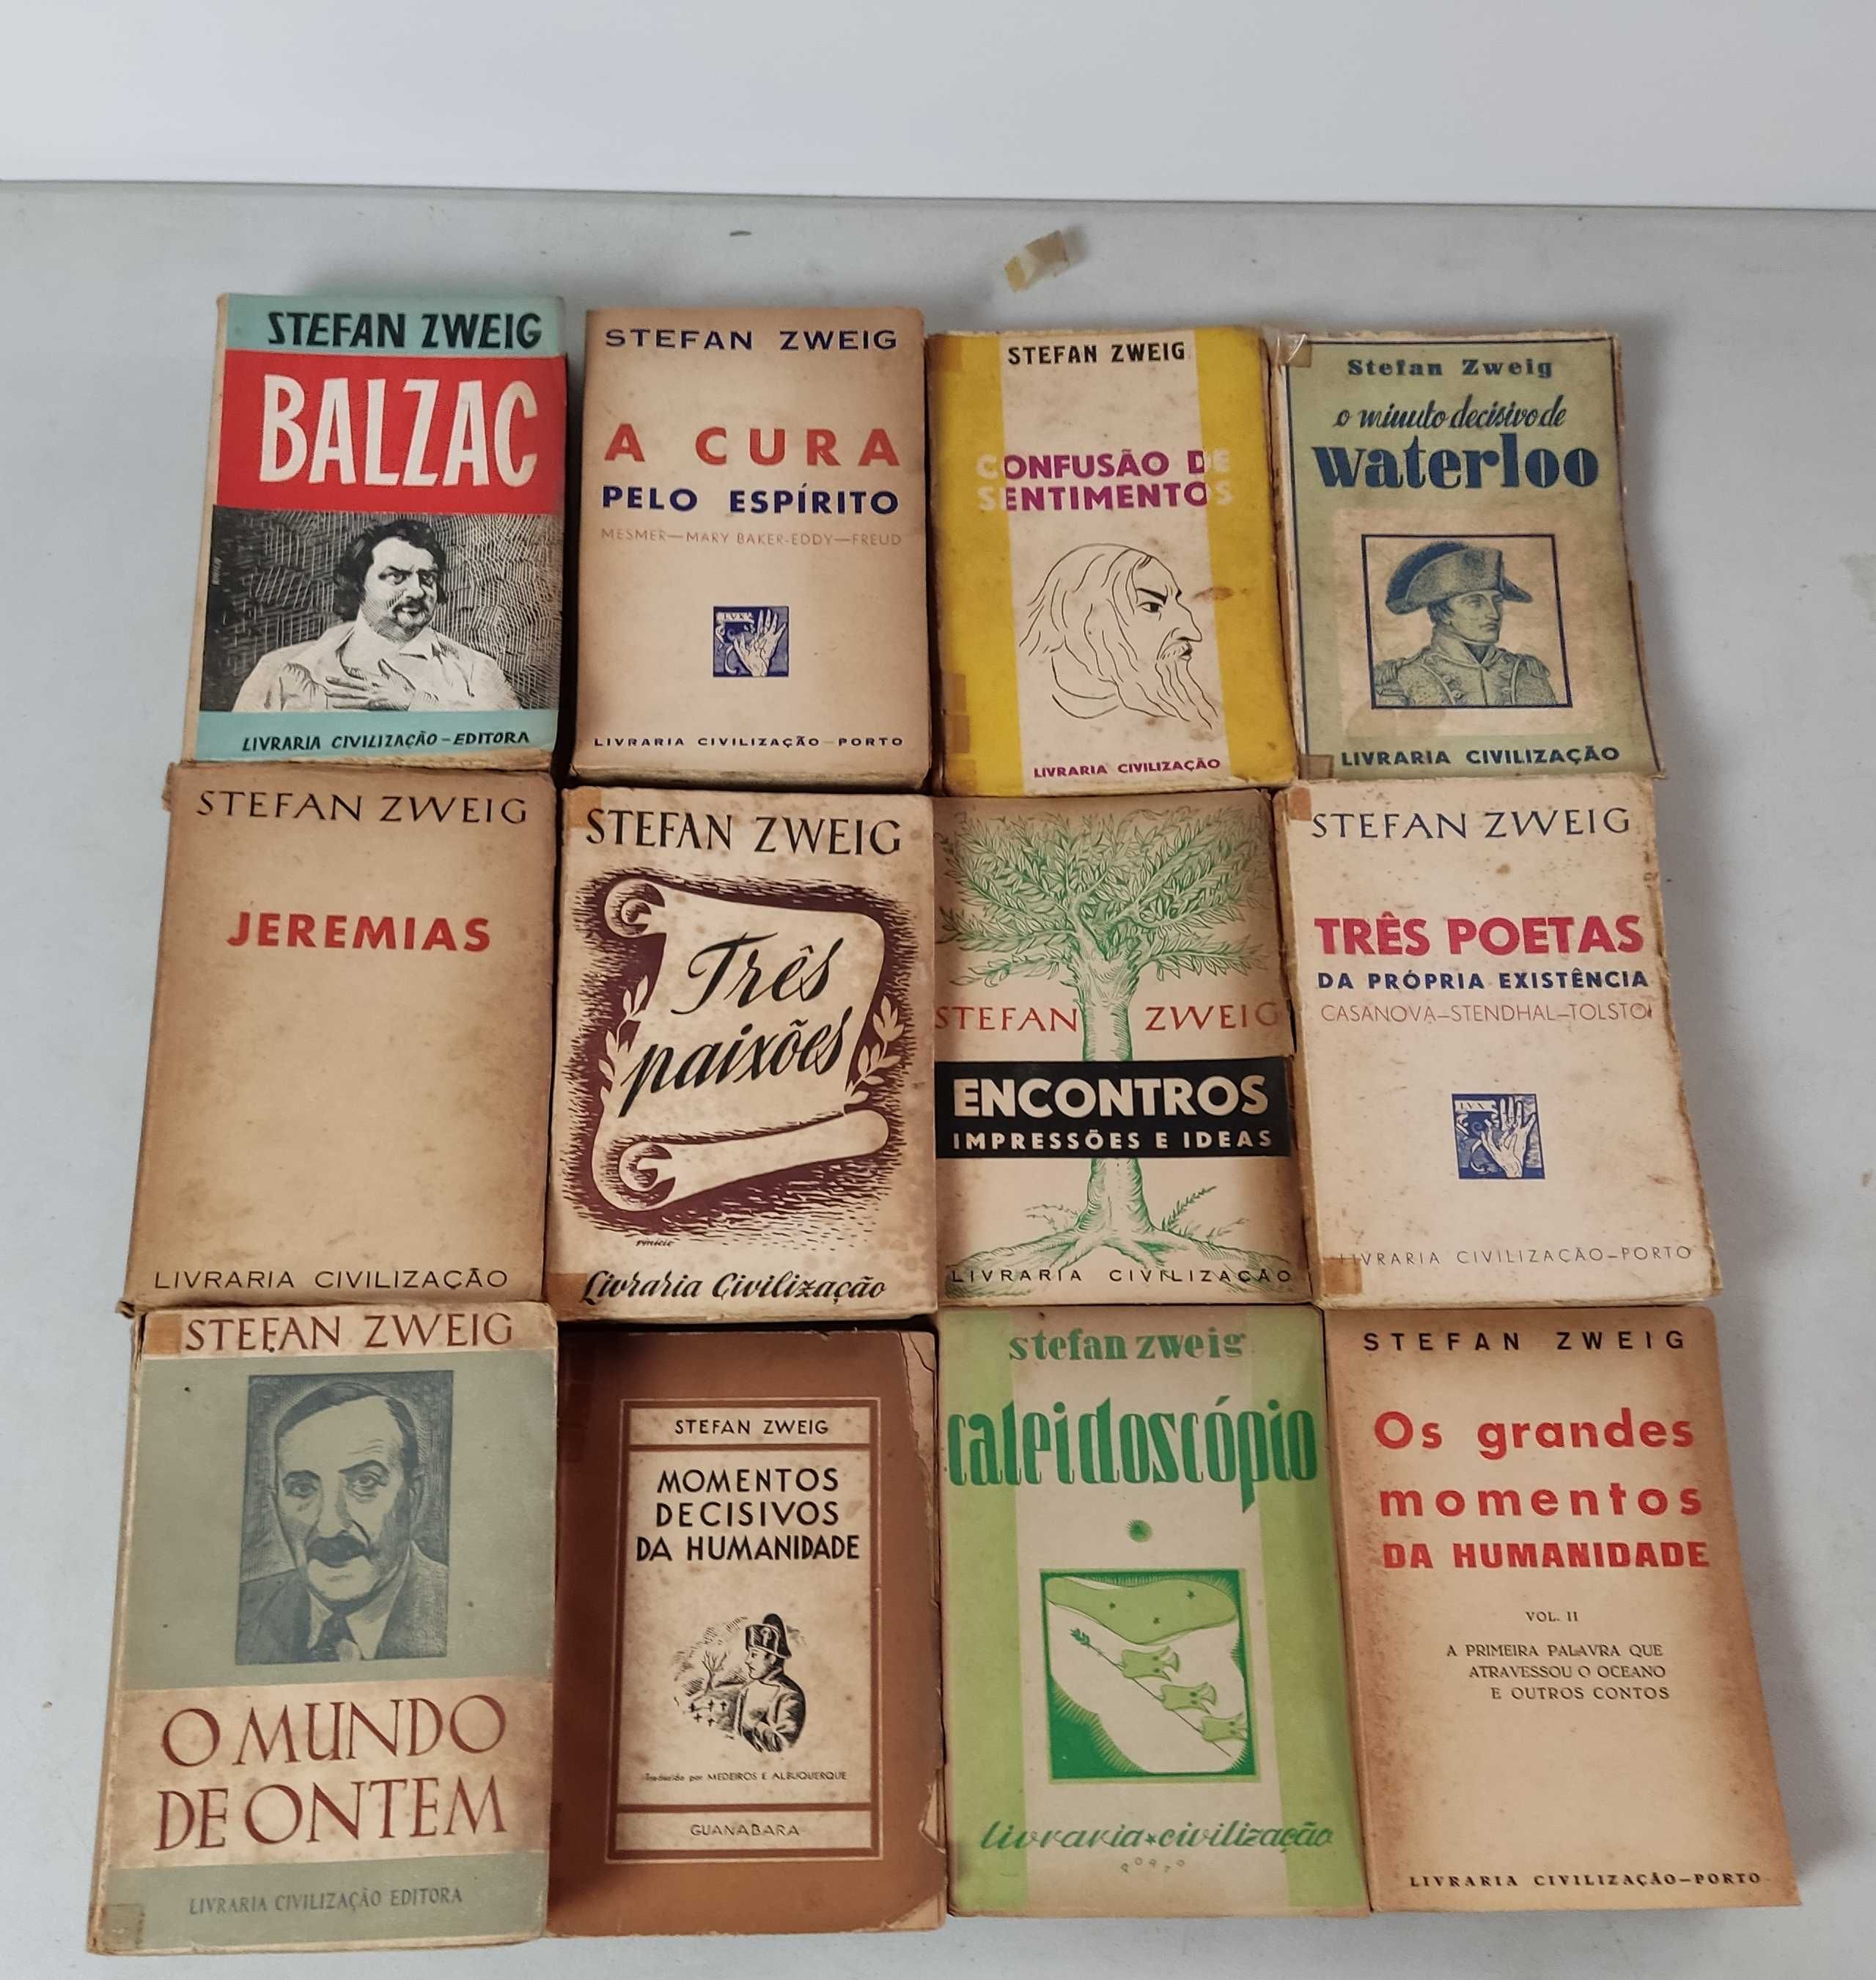 STEFAN ZWEIG
BALZAC
LIVRARIA CIVILIZAÇÃO-EDITORA
STEFAN ZWEIG
A CURA
PELO ESPÍRITO
MESMER—MARY BAKER-EDDY—FREUD
LVX
LIVRARIA CIVILIZAÇÃO—PORTO
STEFAN ZWEIG
CONFUSÃO DE
SENTIMENTOS
LIVRARIA CIVILIZAÇÃO
Stefan Zweig
o minuto decisivo de
waterloo
LIVRARIA CIVILIZAÇÃO
STEFAN ZWEIG
JEREMIAS
LIVRARIA CIVILIZAÇÃO
STEFAN ZWEIG
Três
paixões
vinicio
Livraria Civilização
STEFAN ZWEIG
ENCONTROS
IMPRESSÕES E IDEAS
LIVRARIA CIVILIZAÇÃO
STEFAN ZWEIG
TRÊS POETAS
DA PRÓPRIA EXISTÊNCIA
CASANOVA—STENDHAL—TOLSTOI
LVX
LIVRARIA CIVILIZAÇÃO—PORTO
STEFAN ZWEIG
O MUNDO
DE ONTEM
LIVRARIA CIVILIZAÇÃO EDITORA
STEFAN ZWEIG
MOMENTOS
DECISIVOS
DA HUMANIDADE
Traduzido por MEDEIROS E ALBUQUERQUE
GUANABARA
stefan zweig
caleidoscópio
livraria★civilização
PORTO
STEFAN ZWEIG
Os grandes
momentos
DA HUMANIDADE
VOL. II
A PRIMEIRA PALAVRA QUE
ATRAVESSOU O OCEANO
E OUTROS CONTOS
LIVRARIA CIVILIZAÇÃO—PORTO